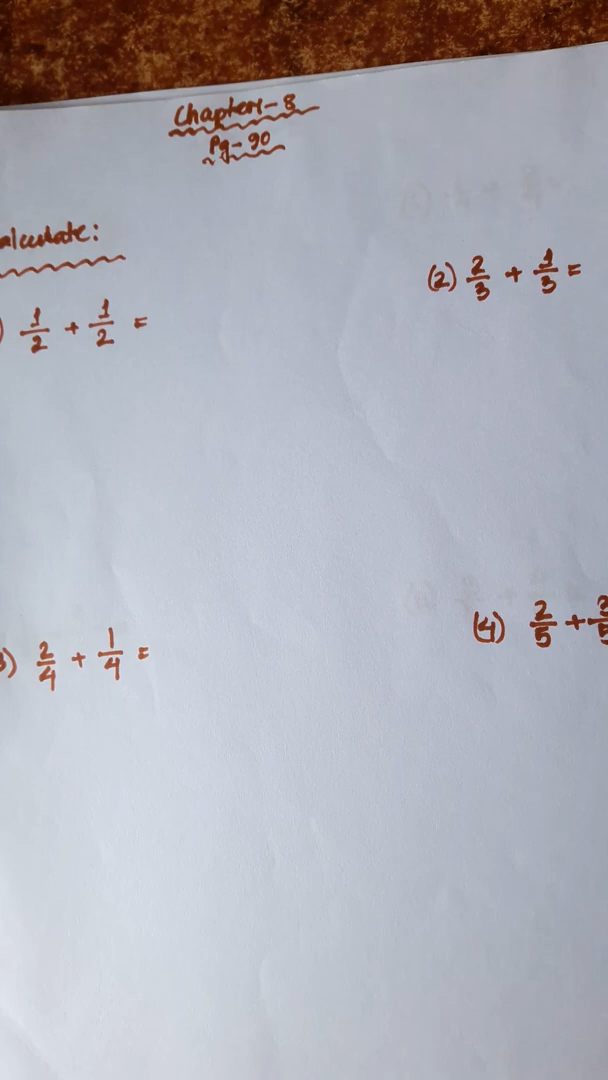 Chapter-8
Pg-90
alculate:
) 1/2 + 1/2 =
(2) 2/3 + 1/3 =
3) 2/4 + 1/4 =
(4) 2/5 +